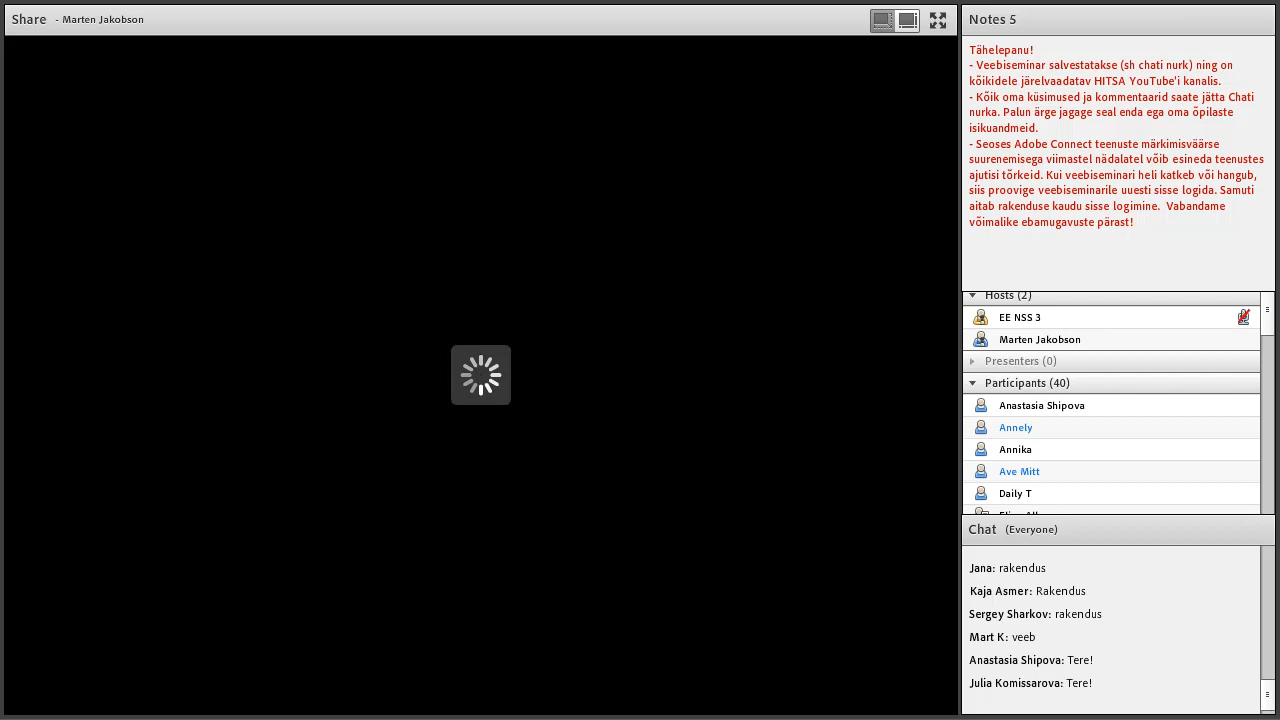 Share - Marten Jakobson
Notes 5
Tähelepanu!
- Veebiseminar salvestatakse (sh chati nurk) ning on
kõikidele järelvaadatav HITSA YouTube'i kanalis.
- Kõik oma küsimused ja kommentaarid saate jätta Chati
nurka. Palun ärge jagage seal enda ega oma õpilaste
isikuandmeid.
- Seoses Adobe Connect teenuste märkimisväärse
suurenemisega viimastel nädalatel võib esineda teenustes
ajutisi tõrkeid. Kui veebiseminari heli katkeb või hangub,
siis proovige veebiseminarile uuesti sisse logida. Samuti
aitab rakenduse kaudu sisse logimine. Vabandame
võimalike ebamugavuste pärast!
Hosts (2)
EE NSS 3
Marten Jakobson
Presenters (0)
Participants (40)
Anastasia Shipova
Annely
Annika
Ave Mitt
Daily T
Chat (Everyone)
Jana: rakendus
Kaja Asmer: Rakendus
Sergey Sharkov: rakendus
Mart K: veeb
Anastasia Shipova: Tere!
Julia Komissarova: Tere!